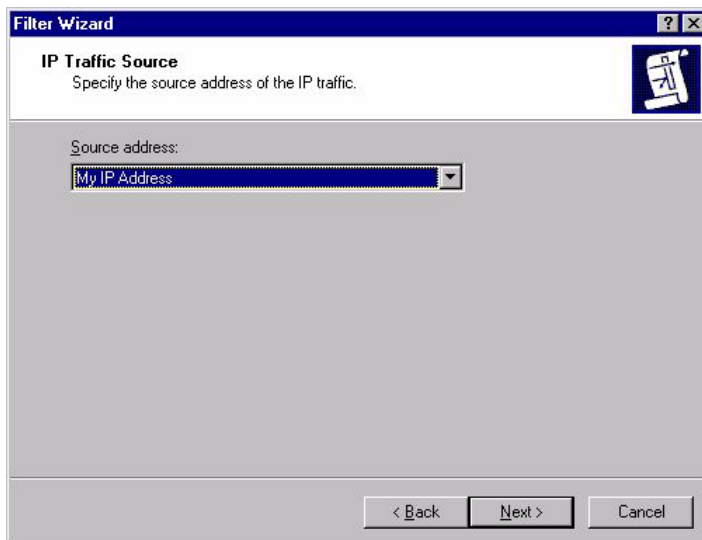 Filter Wizard
IP Traffic Source
Specify the source address of the IP traffic.
Source address:
My IP Address
< Back
Next >
Cancel